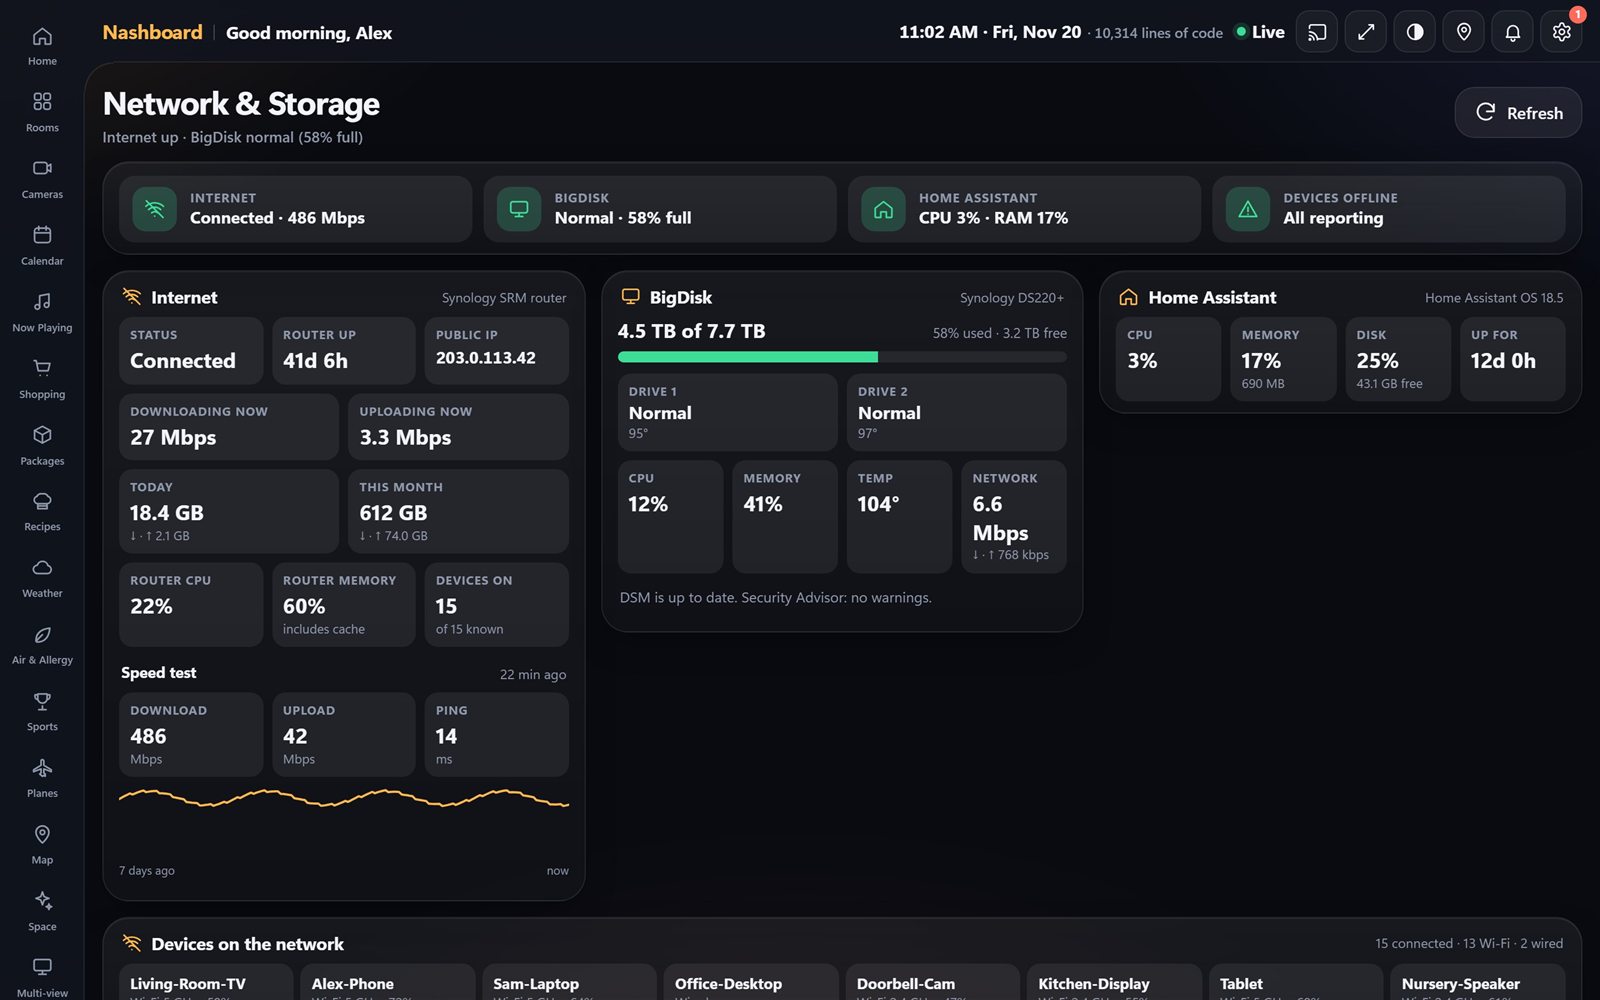 Nashboard
Good morning, Alex
11:02 AM · Fri, Nov 20 · 10,314 lines of code
Live
1
Home
Rooms
Cameras
Calendar
Now Playing
Shopping
Packages
Recipes
Weather
Air & Allergy
Sports
Planes
Map
Space
Multi-view
Network & Storage
Internet up · BigDisk normal (58% full)
Refresh
INTERNET
Connected · 486 Mbps
BIGDISK
Normal · 58% full
HOME ASSISTANT
CPU 3% · RAM 17%
DEVICES OFFLINE
All reporting
Internet
Synology SRM router
STATUS
Connected
ROUTER UP
41d 6h
PUBLIC IP
203.0.113.42
DOWNLOADING NOW
27 Mbps
UPLOADING NOW
3.3 Mbps
TODAY
18.4 GB
↓ · ↑ 2.1 GB
THIS MONTH
612 GB
↓ · ↑ 74.0 GB
ROUTER CPU
22%
ROUTER MEMORY
60%
includes cache
DEVICES ON
15
of 15 known
Speed test
22 min ago
DOWNLOAD
486
Mbps
UPLOAD
42
Mbps
PING
14
ms
7 days ago
now
BigDisk
Synology DS220+
4.5 TB of 7.7 TB
58% used · 3.2 TB free
DRIVE 1
Normal
95°
DRIVE 2
Normal
97°
CPU
12%
MEMORY
41%
TEMP
104°
NETWORK
6.6
Mbps
↓ · ↑ 768 kbps
DSM is up to date. Security Advisor: no warnings.
Home Assistant
Home Assistant OS 18.5
CPU
3%
MEMORY
17%
690 MB
DISK
25%
43.1 GB free
UP FOR
12d 0h
Devices on the network
15 connected · 13 Wi-Fi · 2 wired
Living-Room-TV
Alex-Phone
Sam-Laptop
Office-Desktop
Doorbell-Cam
Kitchen-Display
Tablet
Nursery-Speaker